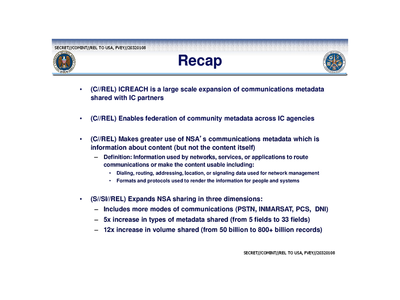 SECRET//COMINT//REL TO USA, FVEY//20320108
Recap
• (C//REL) ICREACH is a large scale expansion of communications metadata
shared with IC partners
• (C//REL) Enables federation of community metadata across IC agencies
• (C//REL) Makes greater use of NSA's communications metadata which is
information about content (but not the content itself)
– Definition: Information used by networks, services, or applications to route
communications or make the content usable including:
• Dialing, routing, addressing, location, or signaling data used for network management
• Formats and protocols used to render the information for people and systems
• (S//SI//REL) Expands NSA sharing in three dimensions:
– Includes more modes of communications (PSTN, INMARSAT, PCS, DNI)
– 5x increase in types of metadata shared (from 5 fields to 33 fields)
– 12x increase in volume shared (from 50 billion to 800+ billion records)
SECRET//COMINT//REL TO USA, FVEY//20320108